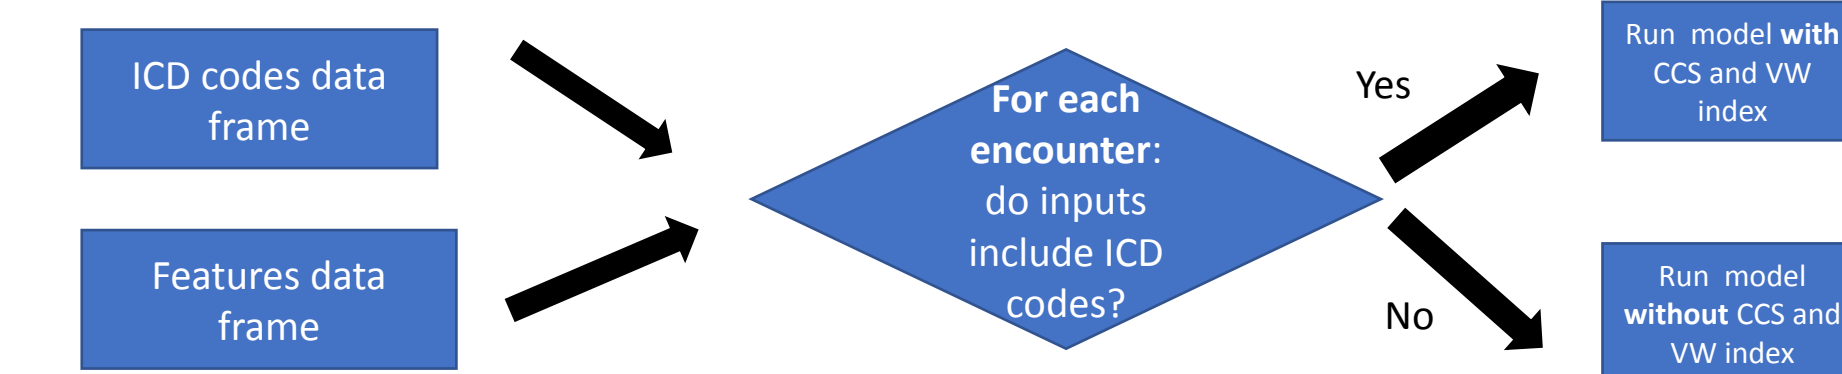 ICD codes data
frame
Features data
frame
For each
encounter:
do inputs
include ICD
codes?
Yes
No
Run model with
CCS and VW
index
Run model
without CCS and
VW index